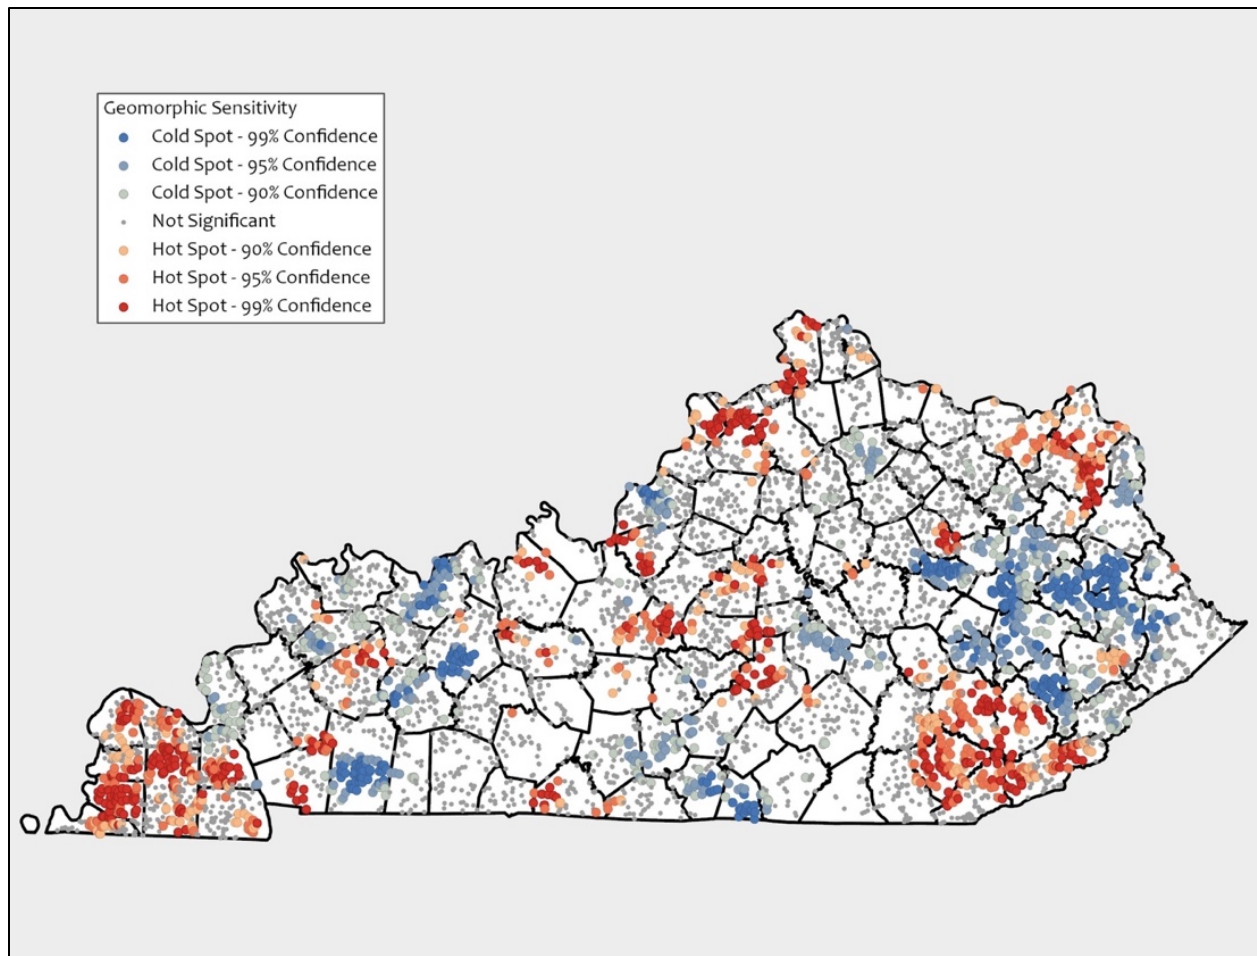 Geomorphic Sensitivity
Cold Spot - 99% Confidence
Cold Spot - 95% Confidence
Cold Spot - 90% Confidence
Not Significant
Hot Spot - 90% Confidence
Hot Spot - 95% Confidence
Hot Spot - 99% Confidence